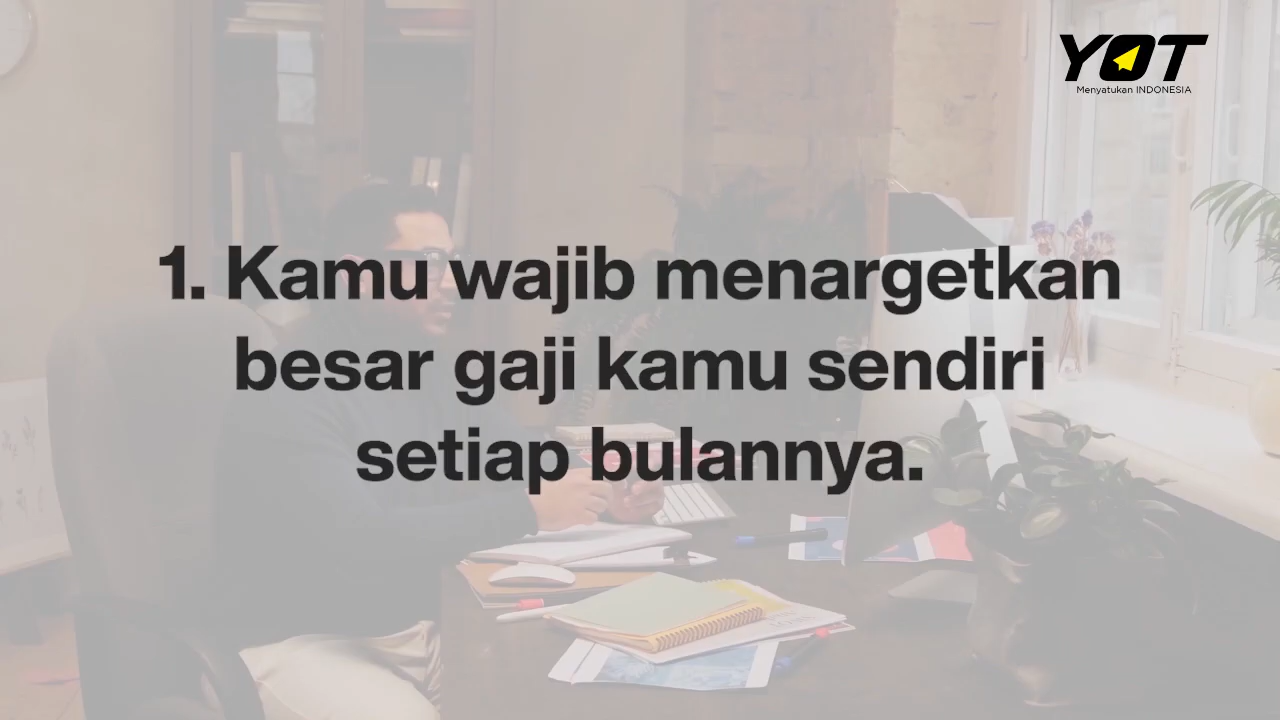 YOT
Menyatukan INDONESIA
1. Kamu wajib menargetkan
besar gaji kamu sendiri
setiap bulannya.